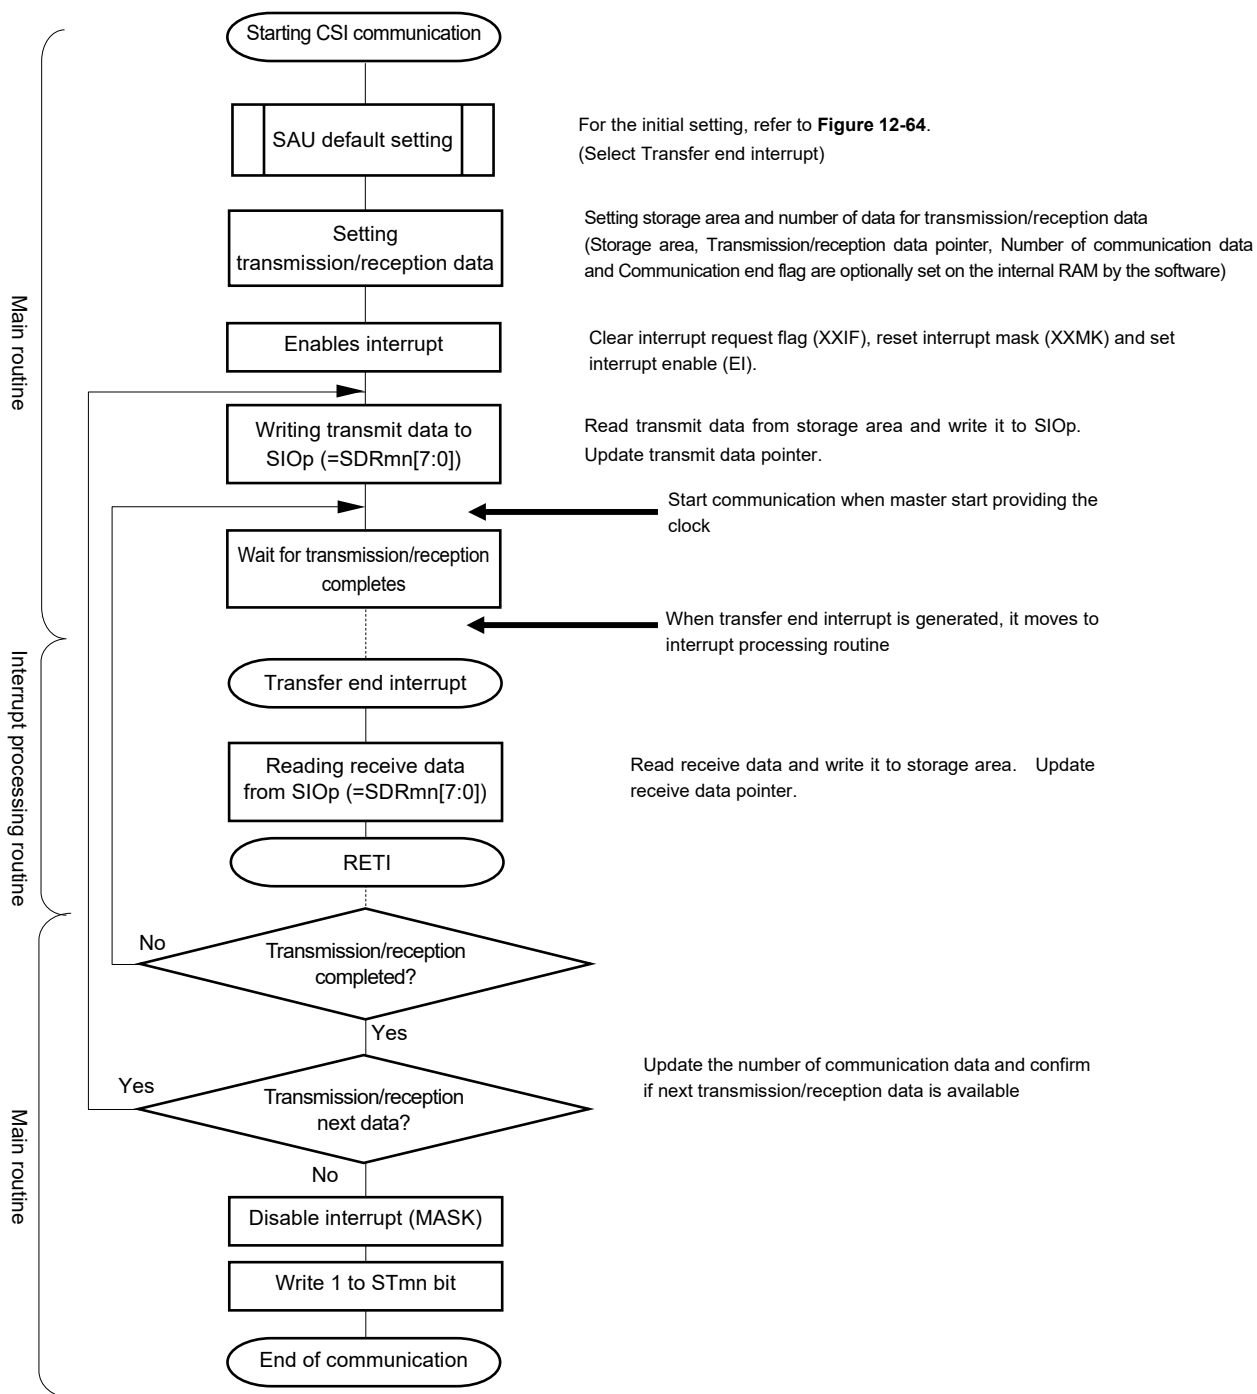 Starting CSI communication
SAU default setting
For the initial setting, refer to Figure 12-64.
(Select Transfer end interrupt)
Setting
transmission/reception data
Setting storage area and number of data for transmission/reception data
(Storage area, Transmission/reception data pointer, Number of communication data
and Communication end flag are optionally set on the internal RAM by the software)
Main routine
Enables interrupt
Clear interrupt request flag (XXIF), reset interrupt mask (XXMK) and set
interrupt enable (EI).
Writing transmit data to
SIOp (=SDRmn[7:0])
Read transmit data from storage area and write it to SIOp.
Update transmit data pointer.
Start communication when master start providing the
clock
Wait for transmission/reception
completes
When transfer end interrupt is generated, it moves to
interrupt processing routine
Interrupt processing routine
Transfer end interrupt
Reading receive data
from SIOp (=SDRmn[7:0])
Read receive data and write it to storage area. Update
receive data pointer.
RETI
No
Transmission/reception
completed?
Yes
Main routine
Yes
Transmission/reception
next data?
Update the number of communication data and confirm
if next transmission/reception data is available
No
Disable interrupt (MASK)
Write 1 to STmn bit
End of communication